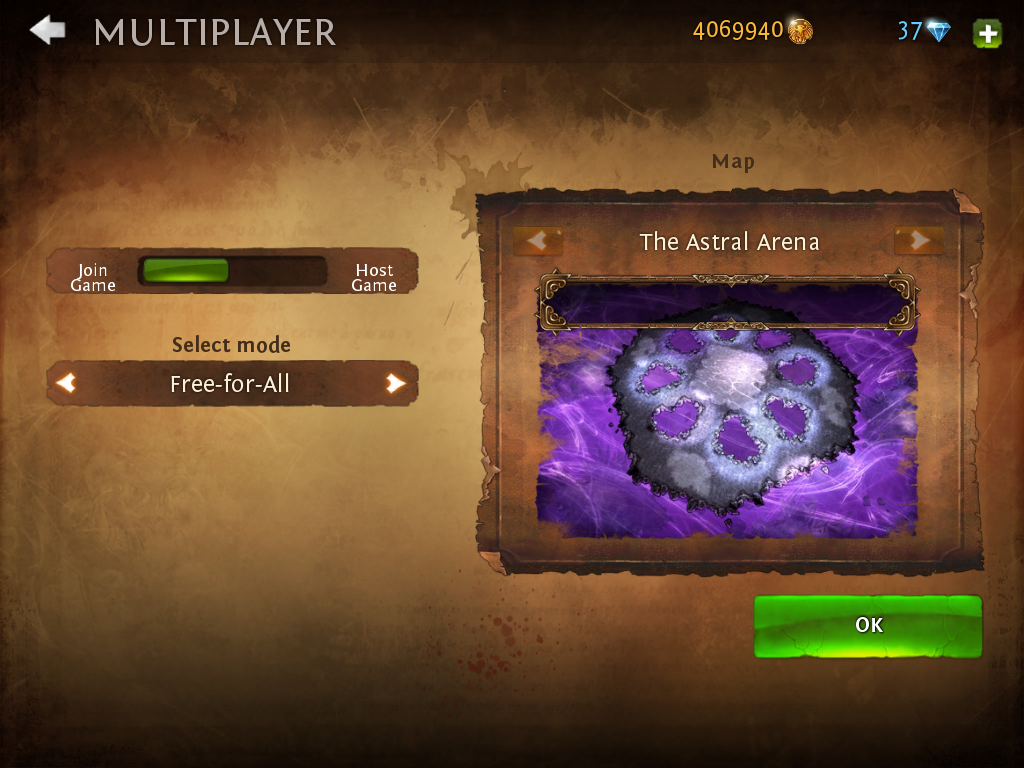 MULTIPLAYER
4069940
37
Map
The Astral Arena
Join
Game
Host
Game
Select mode
Free-for-All
OK